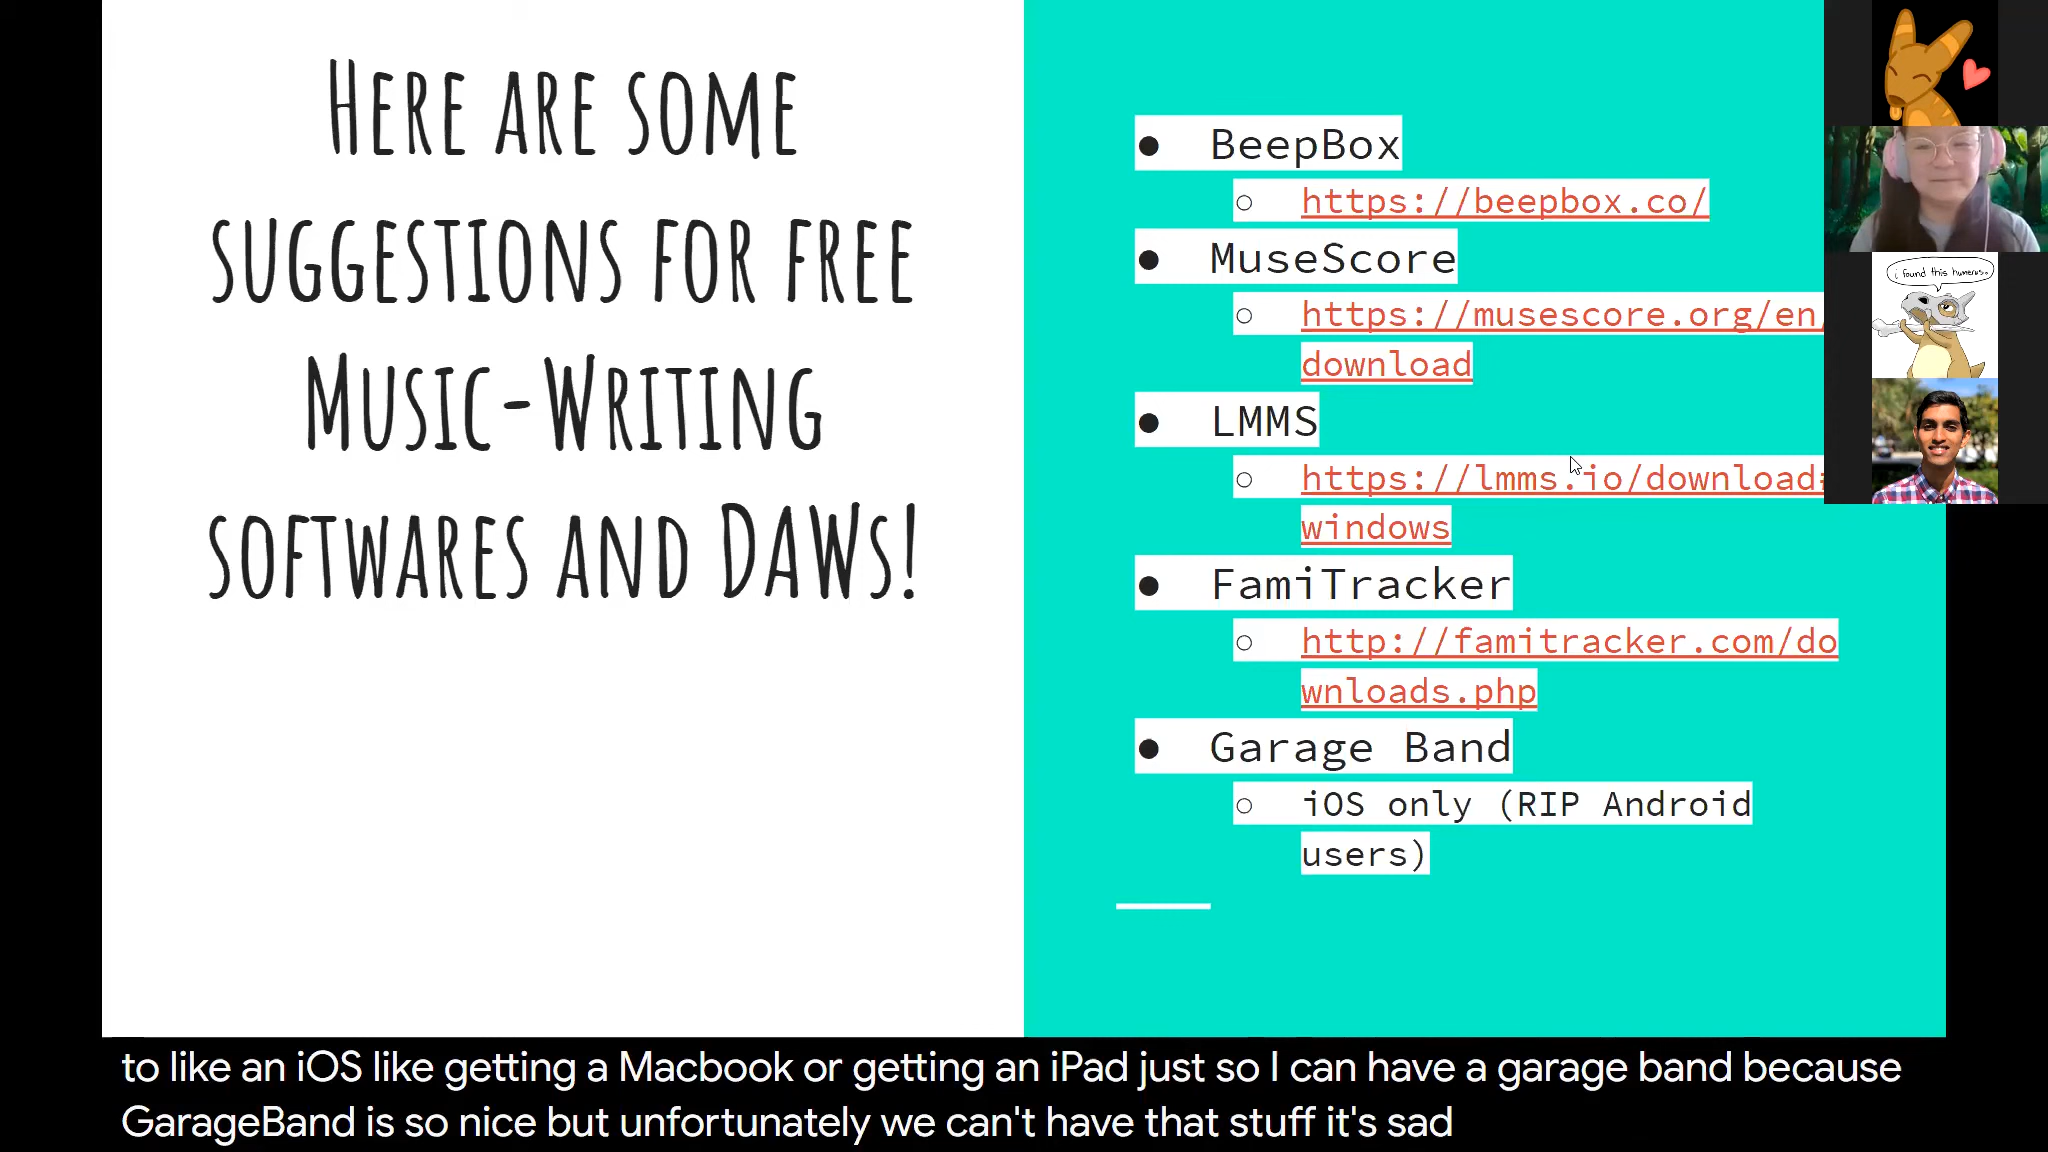 Here are some
suggestions for free
Music-Writing
softwares and DAWs!
● BeepBox
○ https://beepbox.co/
● MuseScore
○ https://musescore.org/en/
download
● LMMS
○ https://lmms.io/download#
windows
● FamiTracker
○ http://famitracker.com/do
wnloads.php
● Garage Band
○ iOS only (RIP Android
users)
i found this humerus.
to like an iOS like getting a Macbook or getting an iPad just so I can have a garage band because
GarageBand is so nice but unfortunately we can't have that stuff it's sad